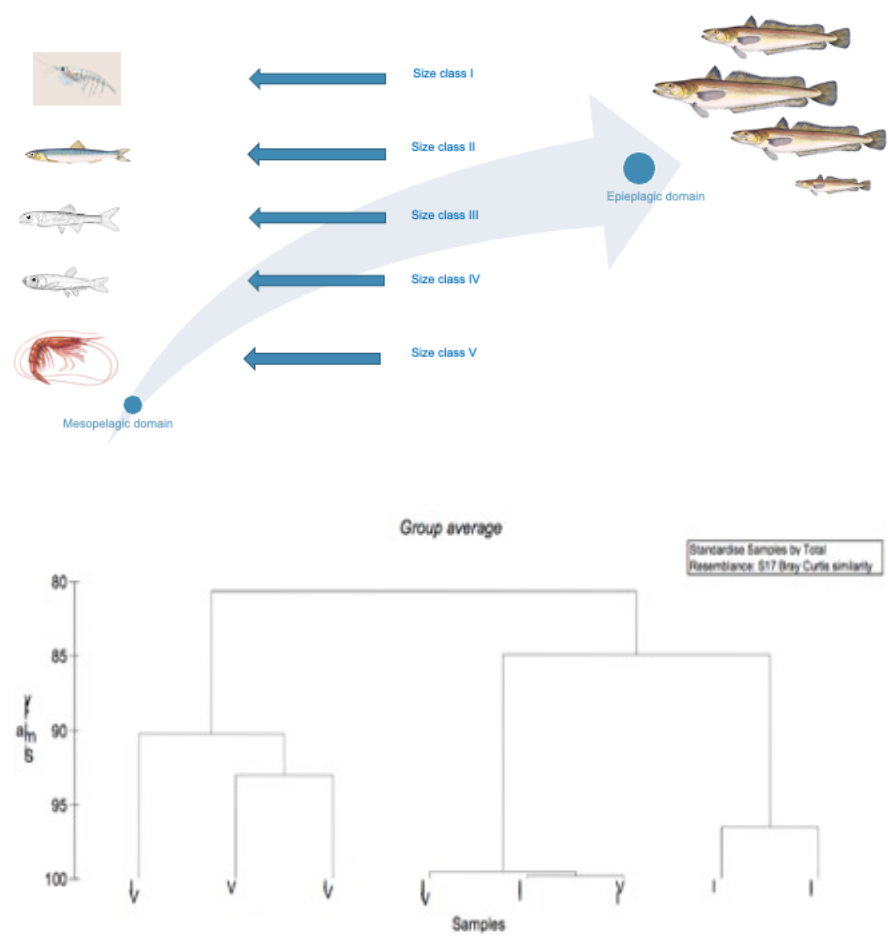 Size class I
Size class II
Size class III
Size class IV
Size class V
Epieplagic domain
Mesopelagic domain
Group average
Standardise Samples by Total
Resemblance: S17 Bray Curtis similarity
80
85
90
95
100
V
I
I
Samples